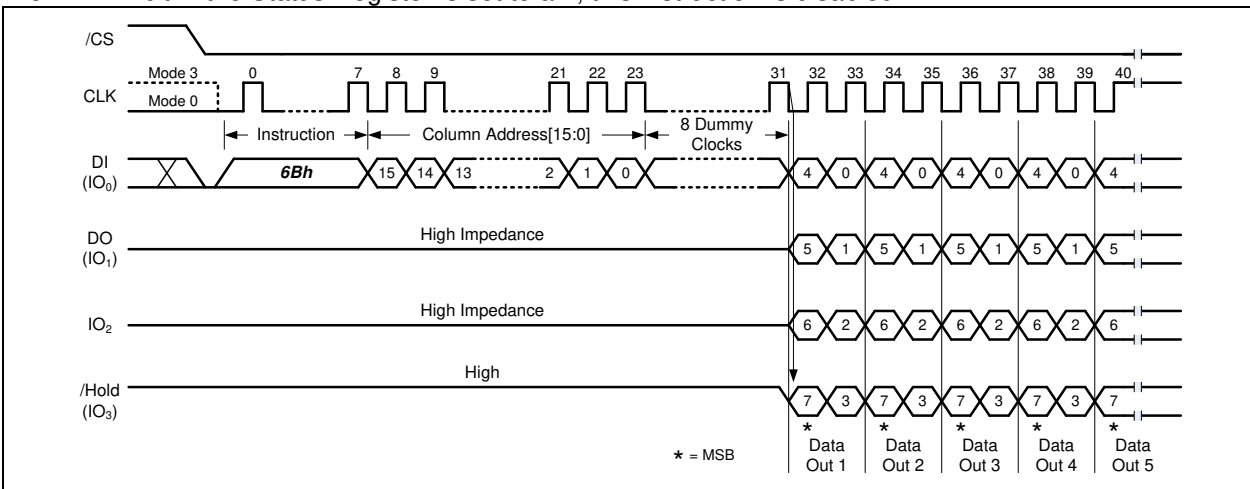 /CS
Mode 3 0 7 8 9 21 22 23 31 32 33 34 35 36 37 38 39 40
CLK
Mode 0
Instruction Column Address[15:0] 8 Dummy
Clocks
DI
(IO₀)
6Bh 15 14 13 2 1 0 4 0 4 0 4 0 4 0 4
DO
(IO₁)
High Impedance 5 1 5 1 5 1 5 1 5
IO₂ High Impedance 6 2 6 2 6 2 6 2 6
High
/Hold
(IO₃)
7 3 7 3 7 3 7 3 7
* * * * *
* = MSB
Data Data Data Data Data
Out 1 Out 2 Out 3 Out 4 Out 5